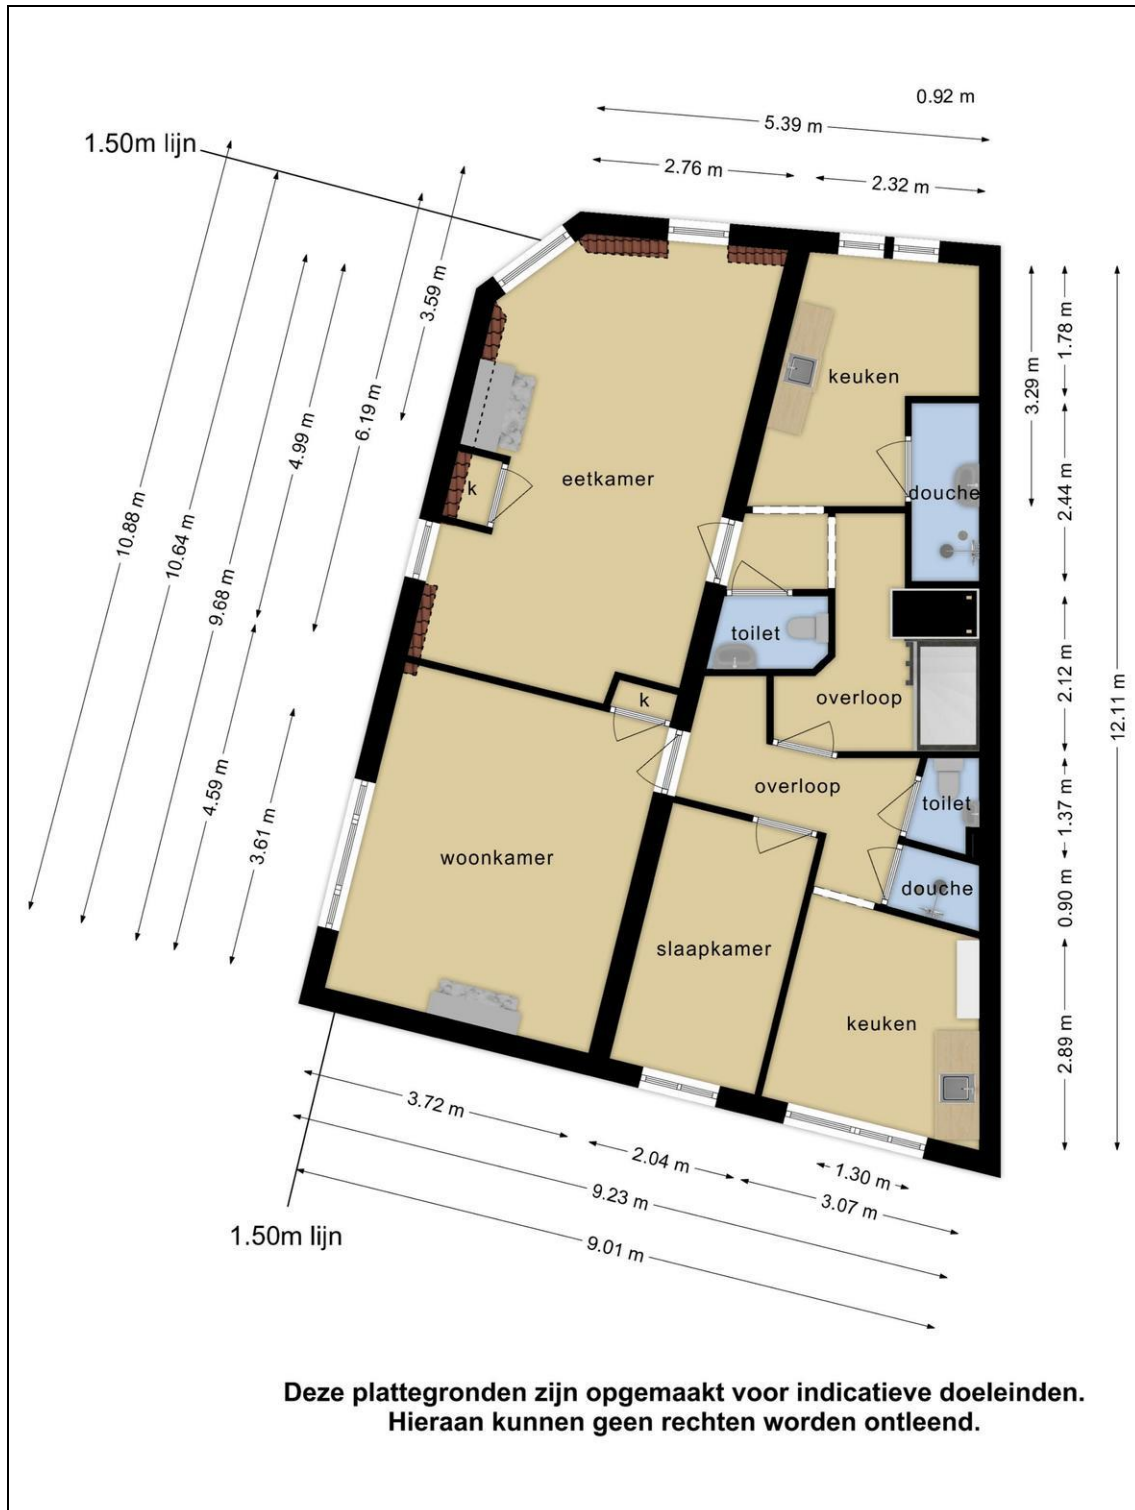 0.92 m
5.39 m
1.50m lijn
2.76 m
2.32 m
3.59 m
1.78 m
3.29 m
keuken
6.19 m
4.99 m
eetkamer
k
douche
2.44 m
10.88 m
10.64 m
9.68 m
toilet
2.12 m
k
overloop
12.11 m
4.59 m
3.61 m
overloop
toilet
1.37 m
woonkamer
douche
0.90 m
slaapkamer
keuken
2.89 m
3.72 m
2.04 m
1.30 m
9.23 m
3.07 m
1.50m lijn
9.01 m
Deze plattegronden zijn opgemaakt voor indicatieve doeleinden.
Hieraan kunnen geen rechten worden ontleend.